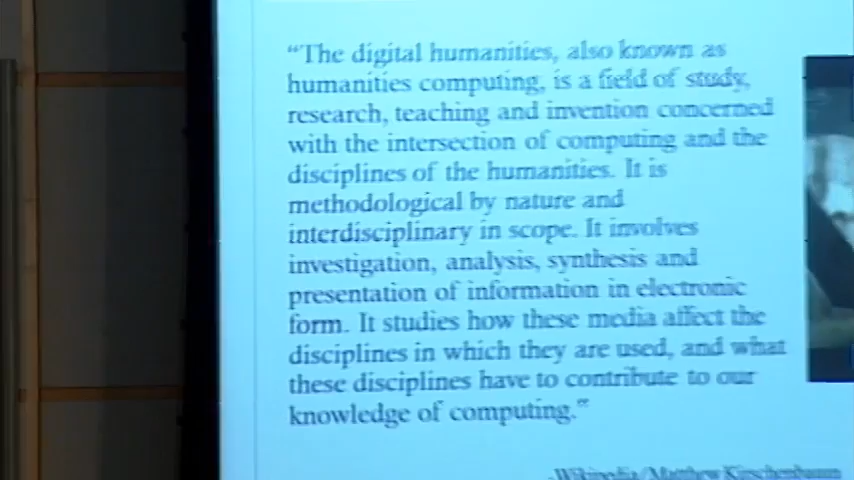 “The digital humanities, also known as
humanities computing, is a field of study,
research, teaching and invention concerned
with the intersection of computing and the
disciplines of the humanities. It is
methodological by nature and
interdisciplinary in scope. It involves
investigation, analysis, synthesis and
presentation of information in electronic
form. It studies how these media affect the
disciplines in which they are used, and what
these disciplines have to contribute to our
knowledge of computing.”
-Wikipedia/Matthew Kirschenbaum